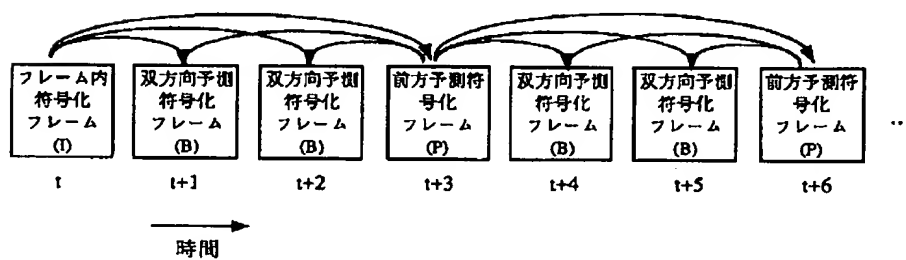 フレーム内
符号化
フレーム
(I)
双方向予測
符号化
フレーム
(B)
双方向予測
符号化
フレーム
(B)
前方予測符
号化
フレーム
(P)
双方向予測
符号化
フレーム
(B)
双方向予測
符号化
フレーム
(B)
前方予測符
号化
フレーム
(P)
..
t
t+1
t+2
t+3
t+4
t+5
t+6
時間